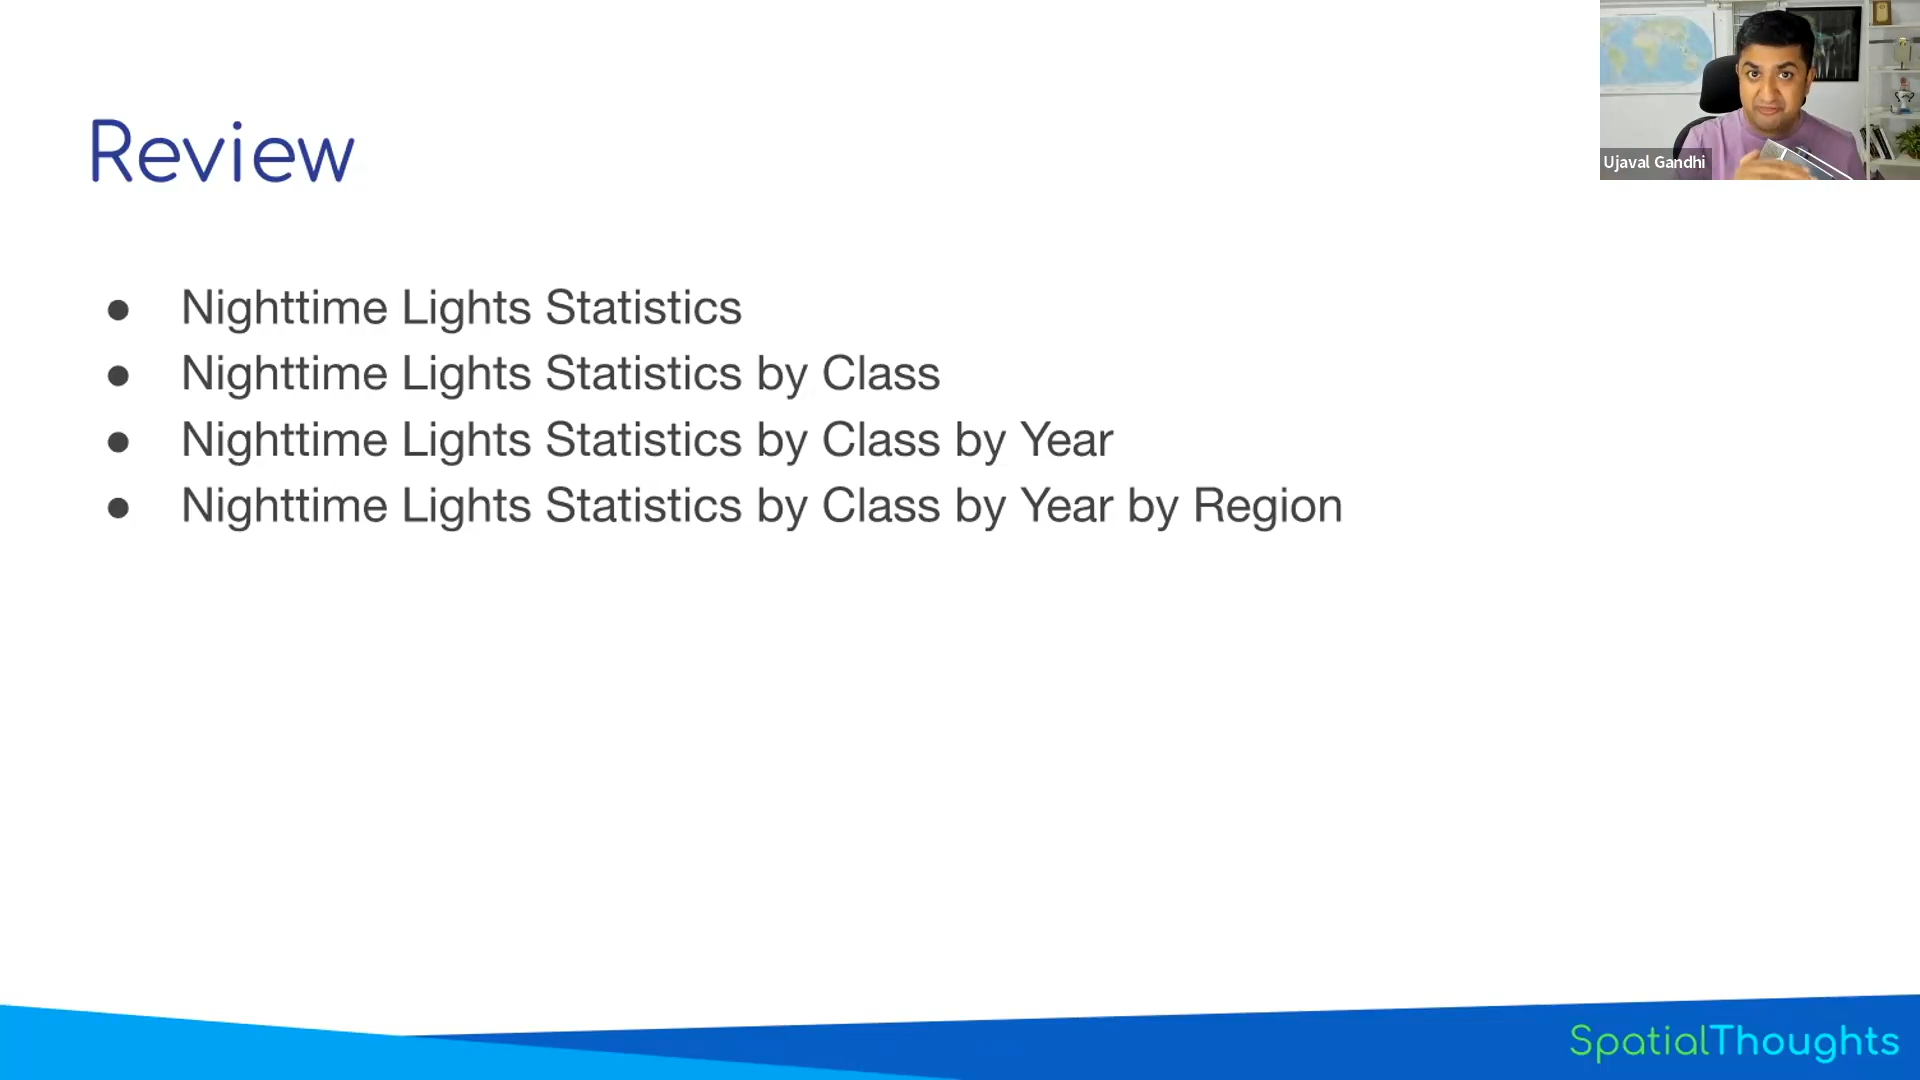 Review
Nighttime Lights Statistics
Nighttime Lights Statistics by Class
Nighttime Lights Statistics by Class by Year
Nighttime Lights Statistics by Class by Year by Region
Ujaval Gandhi
SpatialThoughts